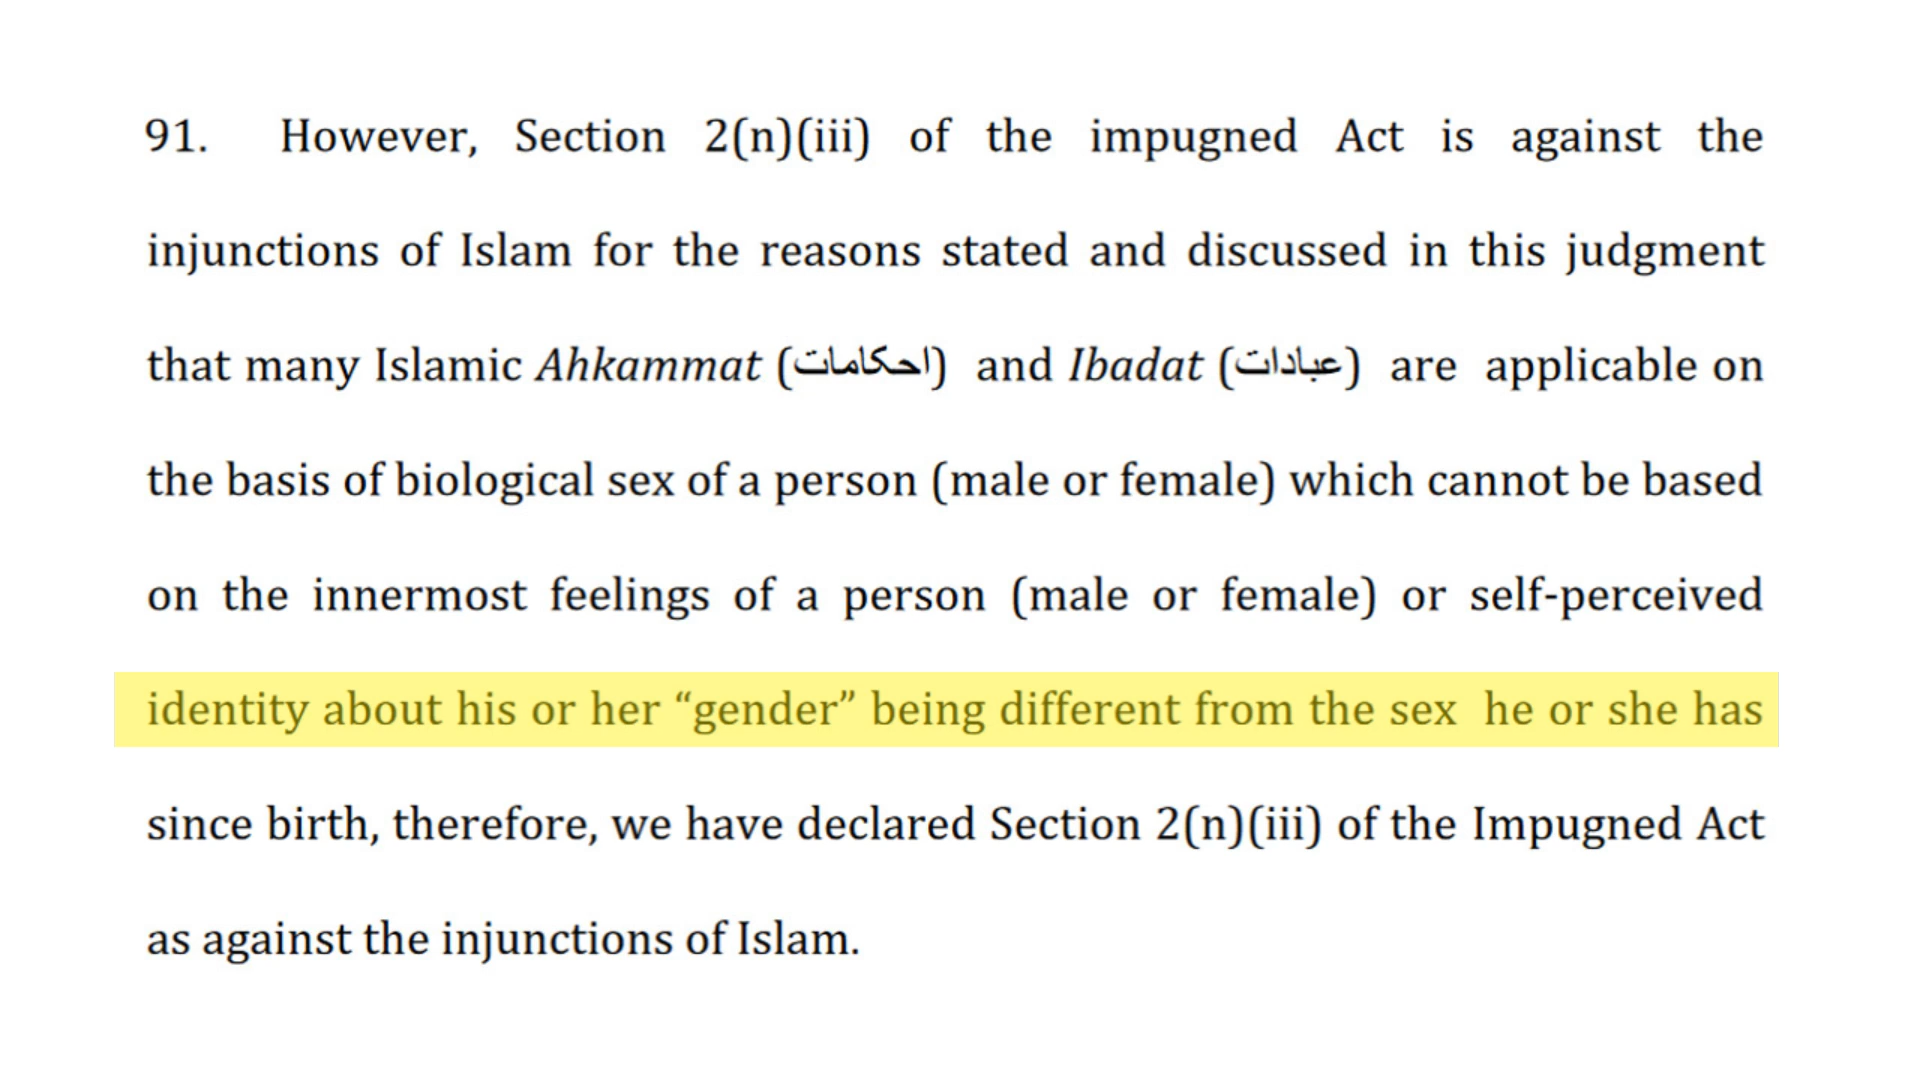 91. However, Section 2(n)(iii) of the impugned Act is against the
injunctions of Islam for the reasons stated and discussed in this judgment
that many Islamic Ahkammat (احکامات) and Ibadat (عبادات) are applicable on
the basis of biological sex of a person (male or female) which cannot be based
on the innermost feelings of a person (male or female) or self-perceived
identity about his or her “gender” being different from the sex he or she has
since birth, therefore, we have declared Section 2(n)(iii) of the Impugned Act
as against the injunctions of Islam.